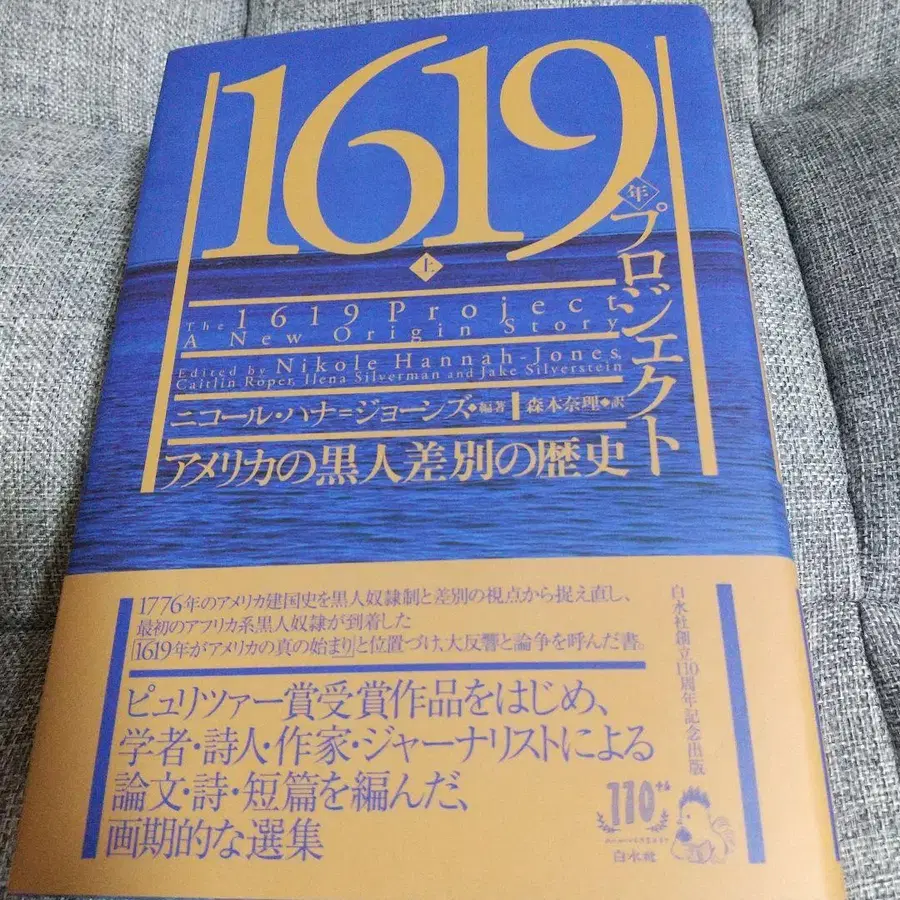 1619
年
プロジェクト
上
The 1619 Project
A New Origin Story
Edited by Nikole Hannah-Jones,
Caitlin Roper, Ilena Silverman and Jake Silverstein
ニコール・ハナ=ジョーンズ◆編著 森本奈理◆訳
アメリカの黒人差別の歴史
1776年のアメリカ建国史を黒人奴隷制と差別の視点から捉え直し、
最初のアフリカ系黒人奴隷が到着した
「1619年がアメリカの真の始まり」と位置づけ、大反響と論争を呼んだ書。
ピュリツァー賞受賞作品をはじめ、
学者・詩人・作家・ジャーナリストによる
論文・詩・短篇を編んだ、
画期的な選集
白水社創立110周年記念出版
110
白水社